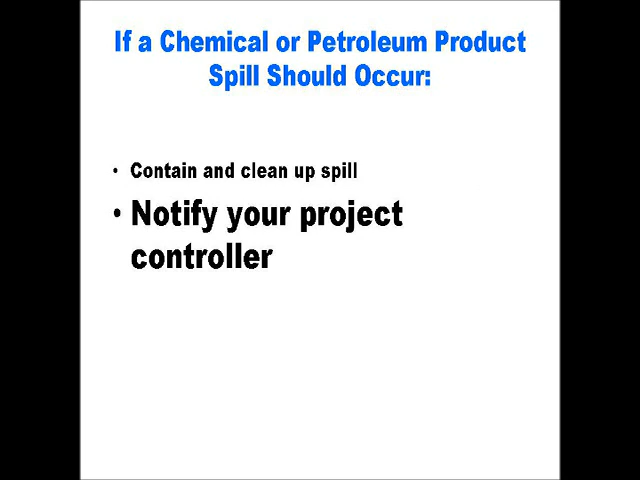 If a Chemical or Petroleum Product
Spill Should Occur:
• Contain and clean up spill
• Notify your project
controller